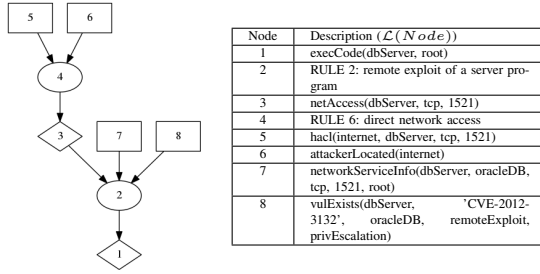 5
6
4
3
7
8
2
1
Node Description (ℒ(Node))
1 execCode(dbServer, root)
2 RULE 2: remote exploit of a server pro-
gram
3 netAccess(dbServer, tcp, 1521)
4 RULE 6: direct network access
5 hacl(internet, dbServer, tcp, 1521)
6 attackerLocated(internet)
7 networkServiceInfo(dbServer, oracleDB,
tcp, 1521, root)
8 vulExists(dbServer, 'CVE-2012-
3132', oracleDB, remoteExploit,
privEscalation)